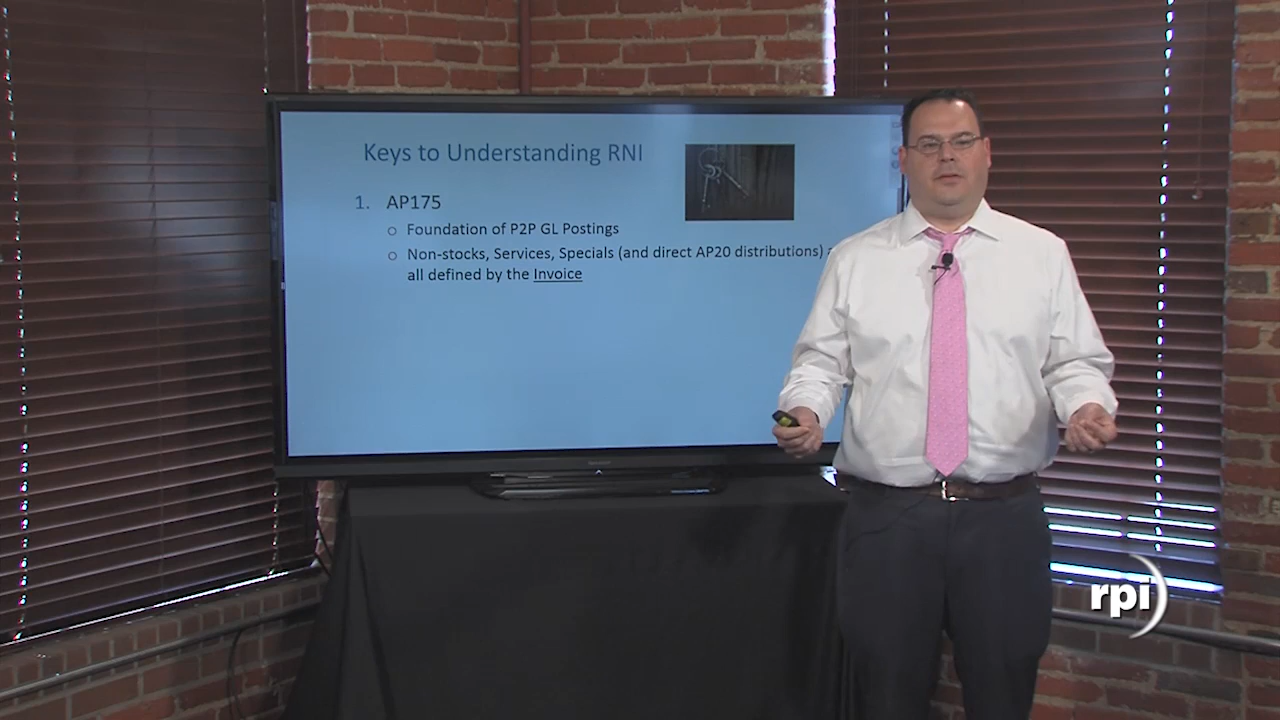 Keys to Understanding RNI
1. AP175
o Foundation of P2P GL Postings
o Non-stocks, Services, Specials (and direct AP20 distributions)
all defined by the Invoice
rpi